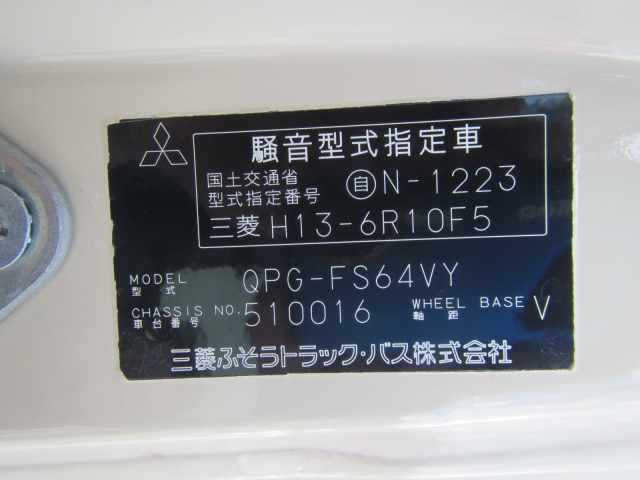 騒音型式指定車
国土交通省
型式指定番号 自N-1223
三菱 H13-6R10F5
MODEL
型式 QPG-FS64VY
CHASSIS NO. 510016 WHEEL BASE V
車台番号 軸距
三菱ふそうトラック・バス株式会社